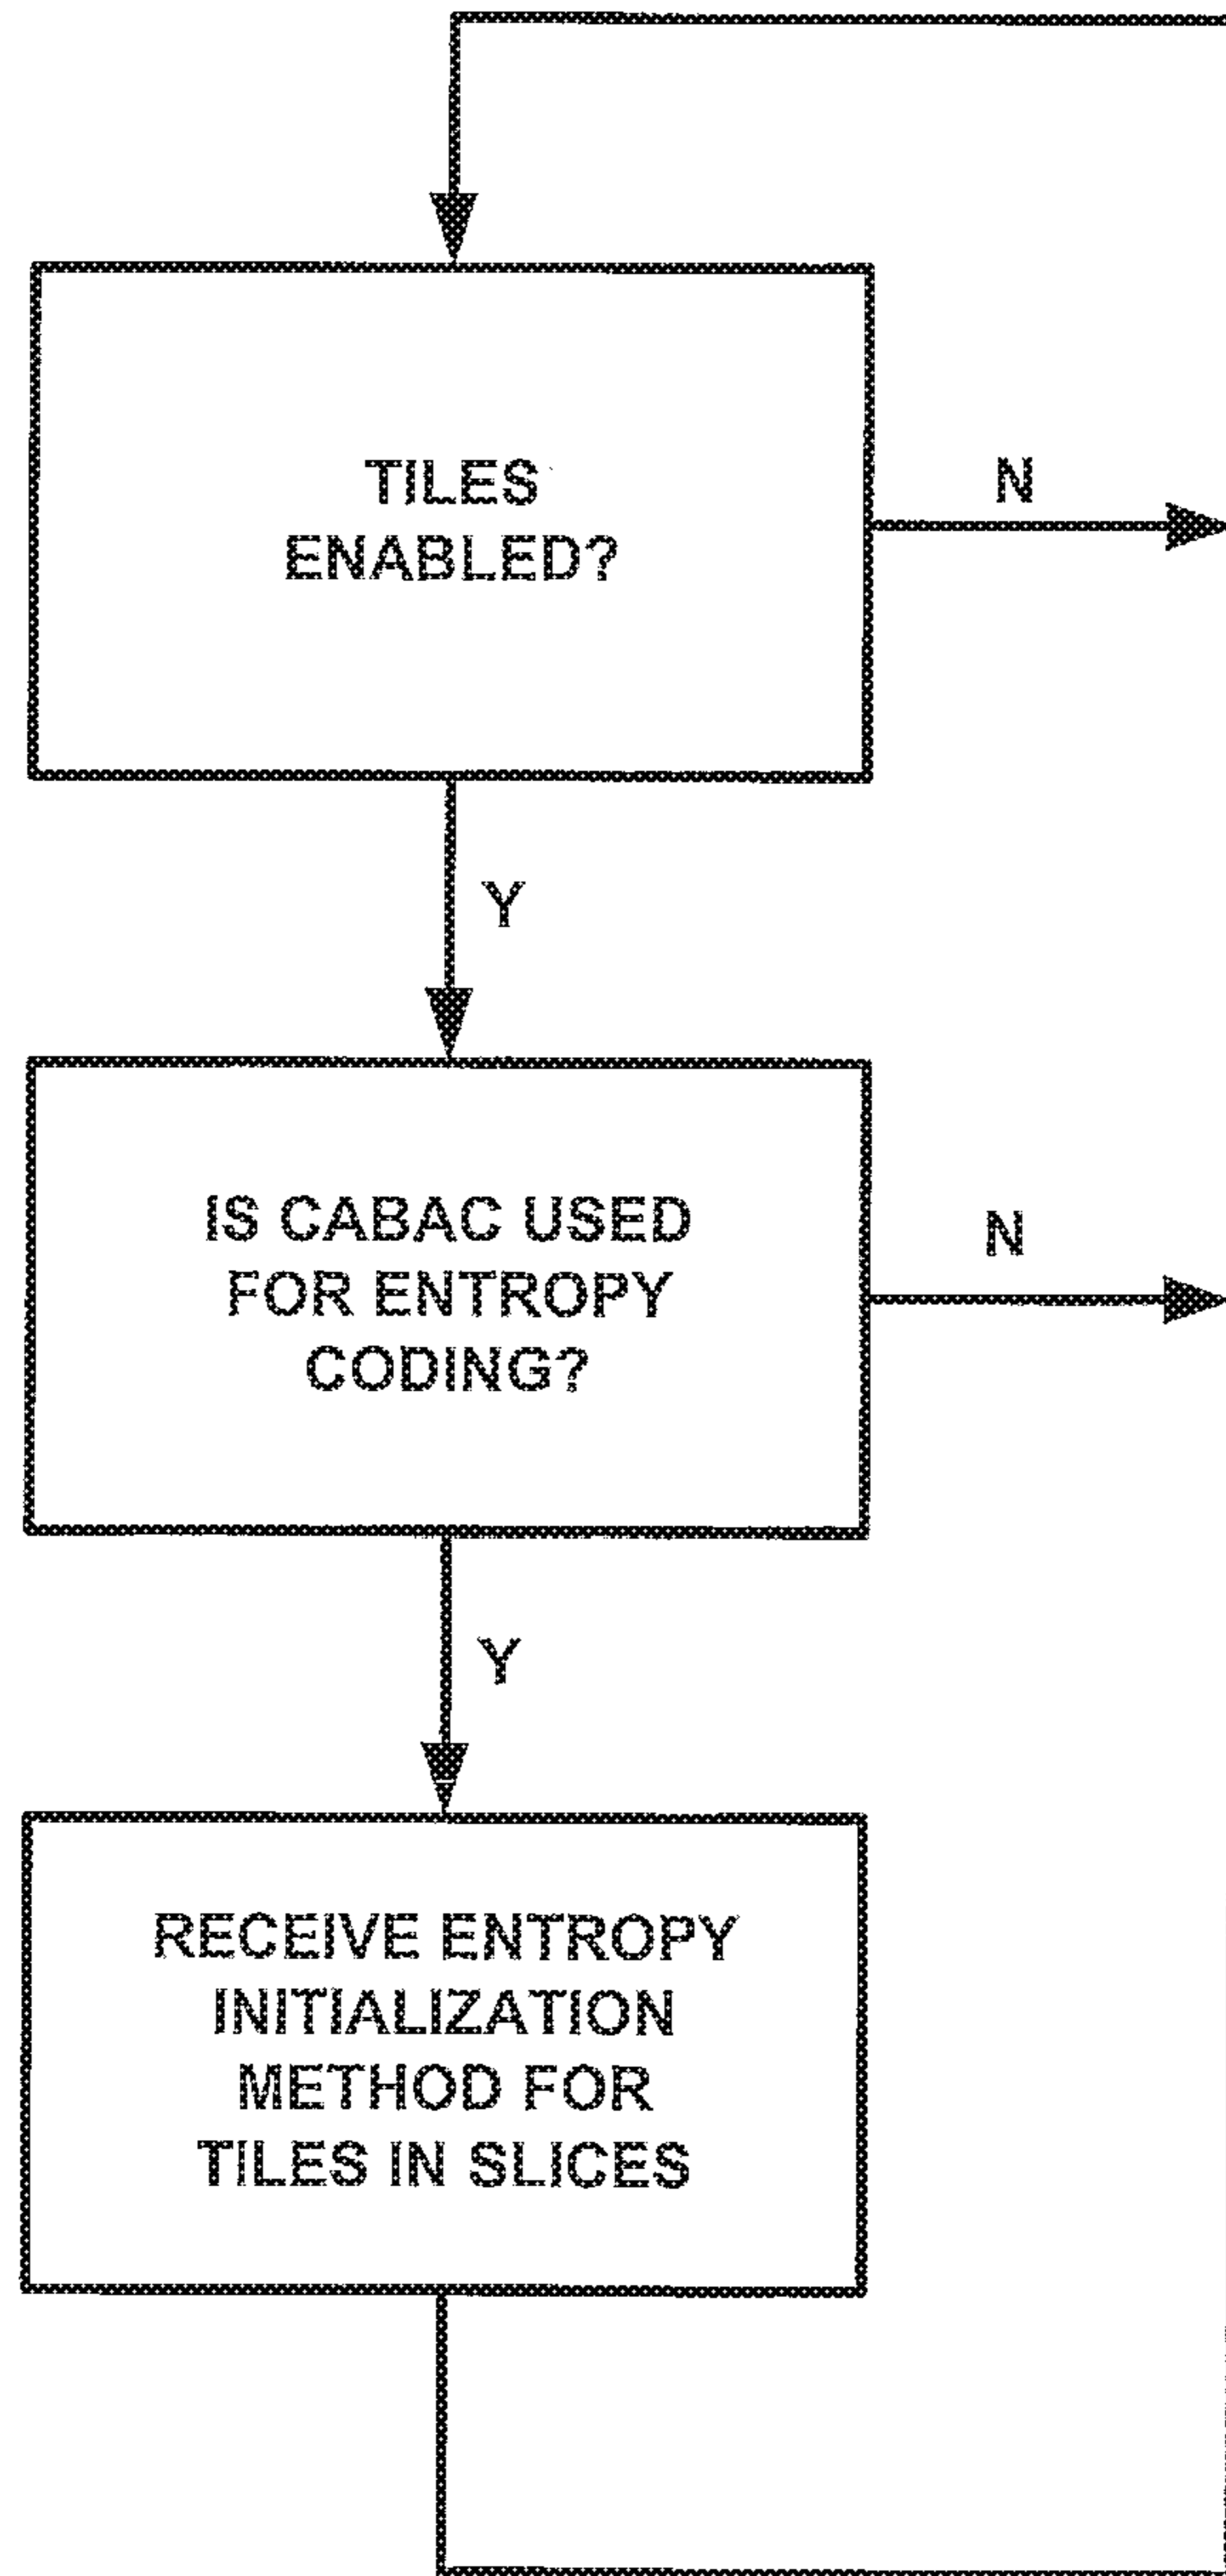 TILES
ENABLED?
N
Y
IS CABAC USED
FOR ENTROPY
CODING?
N
Y
RECEIVE ENTROPY
INITIALIZATION
METHOD FOR
TILES IN SLICES